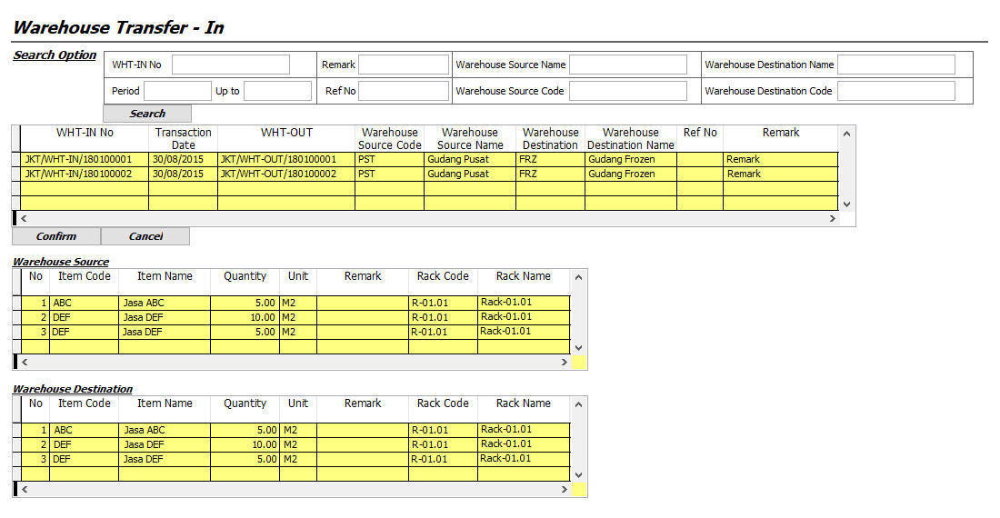 Warehouse Transfer - In
Search Option
WHT-IN No Remark Warehouse Source Name Warehouse Destination Name
Period Up to Ref No Warehouse Source Code Warehouse Destination Code
Search
WHT-IN No Transaction Date WHT-OUT Warehouse Source Code Warehouse Source Name Warehouse Destination Warehouse Destination Name Ref No Remark
JKT/WHT-IN/180100001 30/08/2015 JKT/WHT-OUT/180100001 PST Gudang Pusat FRZ Gudang Frozen Remark
JKT/WHT-IN/180100002 30/08/2015 JKT/WHT-OUT/180100002 PST Gudang Pusat FRZ Gudang Frozen Remark
Confirm Cancel
Warehouse Source
No Item Code Item Name Quantity Unit Remark Rack Code Rack Name
1 ABC Jasa ABC 5.00 M2 R-01.01 Rack-01.01
2 DEF Jasa DEF 10.00 M2 R-01.01 Rack-01.01
3 DEF Jasa DEF 5.00 M2 R-01.01 Rack-01.01
Warehouse Destination
No Item Code Item Name Quantity Unit Remark Rack Code Rack Name
1 ABC Jasa ABC 5.00 M2 R-01.01 Rack-01.01
2 DEF Jasa DEF 10.00 M2 R-01.01 Rack-01.01
3 DEF Jasa DEF 5.00 M2 R-01.01 Rack-01.01